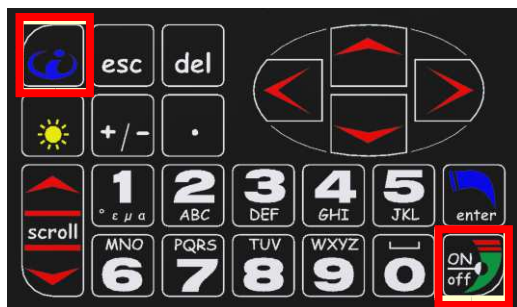 i esc del
+/- .
1 2 3 4 5
° ε μ α ABC DEF GHI JKL enter
scroll
MNO PQRS TUV WXYZ ␣ ON
6 7 8 9 0 off